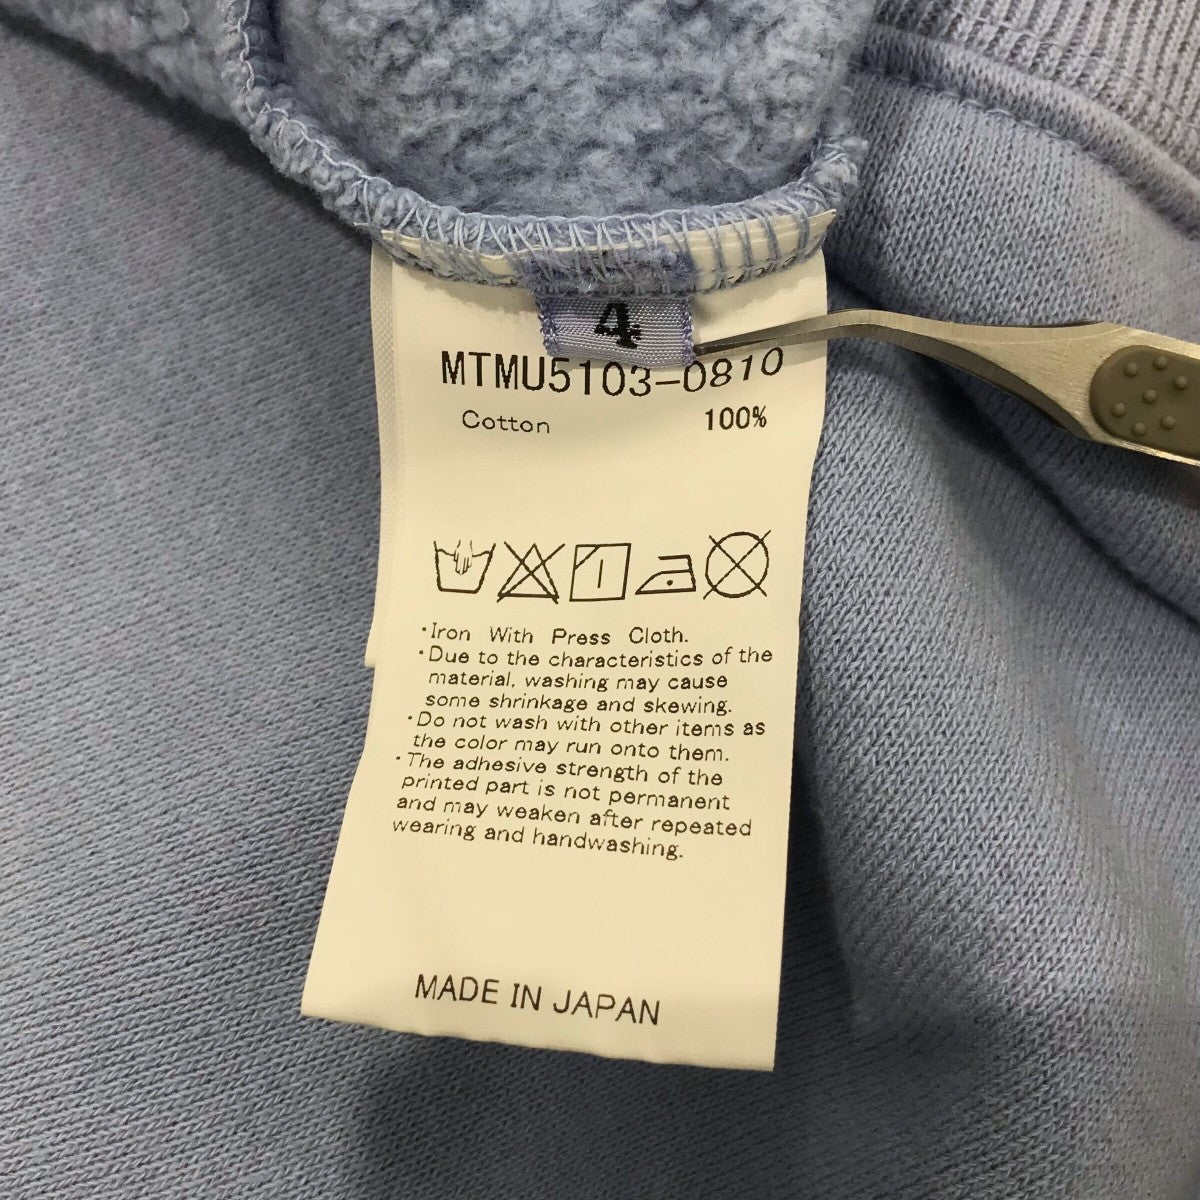 4
MTMU5103-0810
Cotton 100%
·Iron With Press Cloth.
·Due to the characteristics of the
material, washing may cause
some shrinkage and skewing.
·Do not wash with other items as
the color may run onto them.
·The adhesive strength of the
printed part is not permanent
and may weaken after repeated
wearing and handwashing.
MADE IN JAPAN